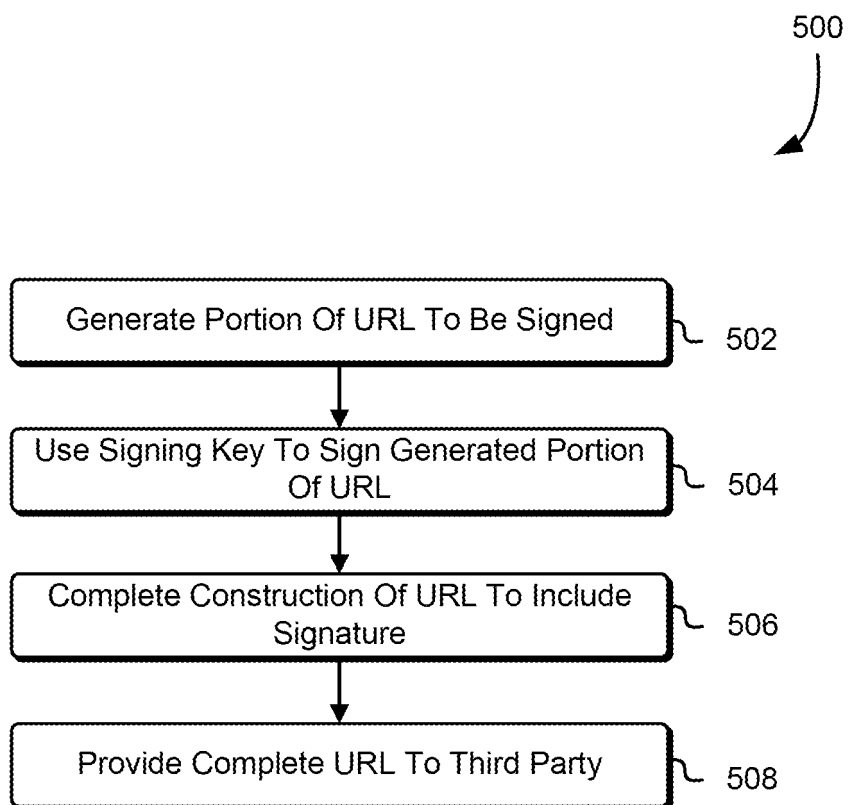 500
Generate Portion Of URL To Be Signed
502
Use Signing Key To Sign Generated Portion
Of URL
504
Complete Construction Of URL To Include
Signature
506
Provide Complete URL To Third Party
508